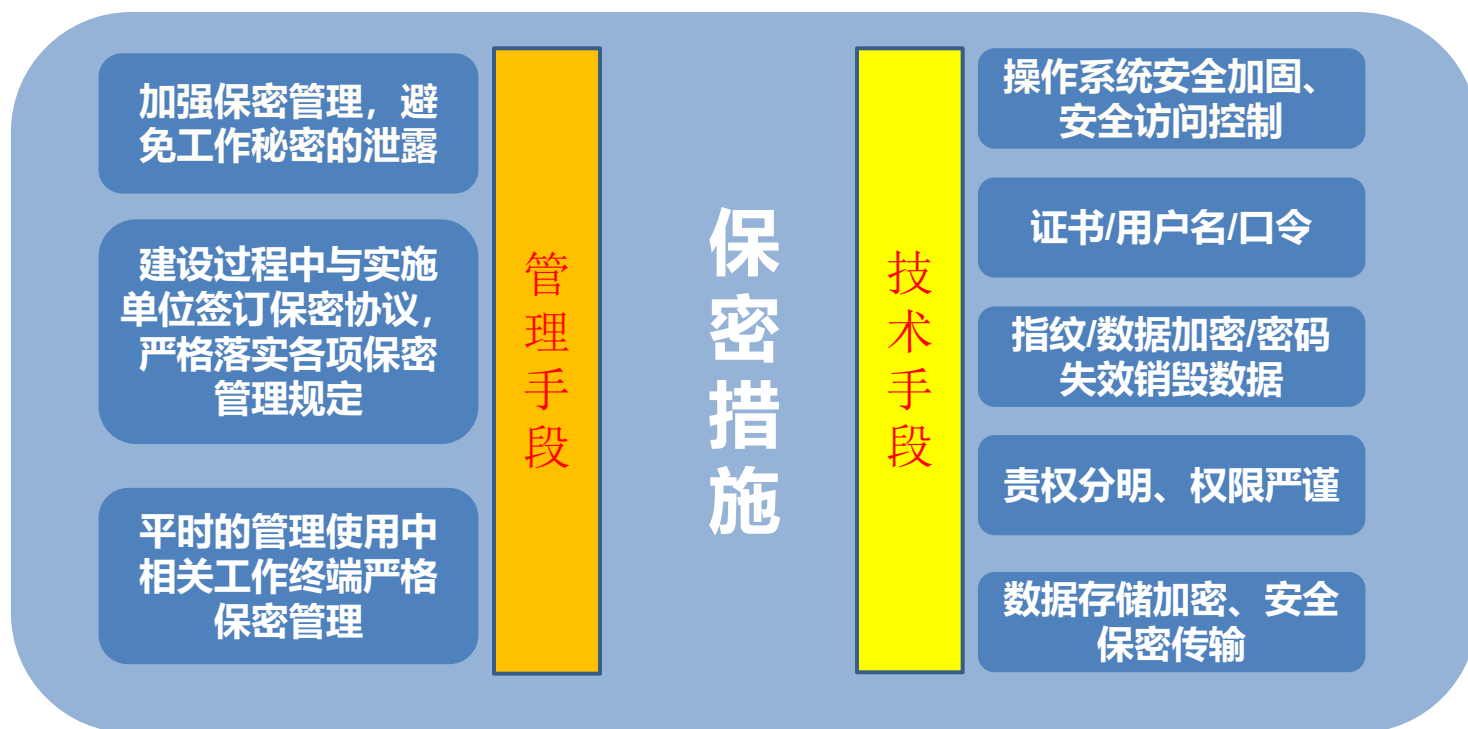 加强保密管理，避
免工作秘密的泄露
建设过程中与实施
单位签订保密协议，
严格落实各项保密
管理规定
平时的管理使用中
相关工作终端严格
保密管理
管理手段
保密措施
技术手段
操作系统安全加固、
安全访问控制
证书/用户名/口令
指纹/数据加密/密码
失效销毁数据
责权分明、权限严谨
数据存储加密、安全
保密传输